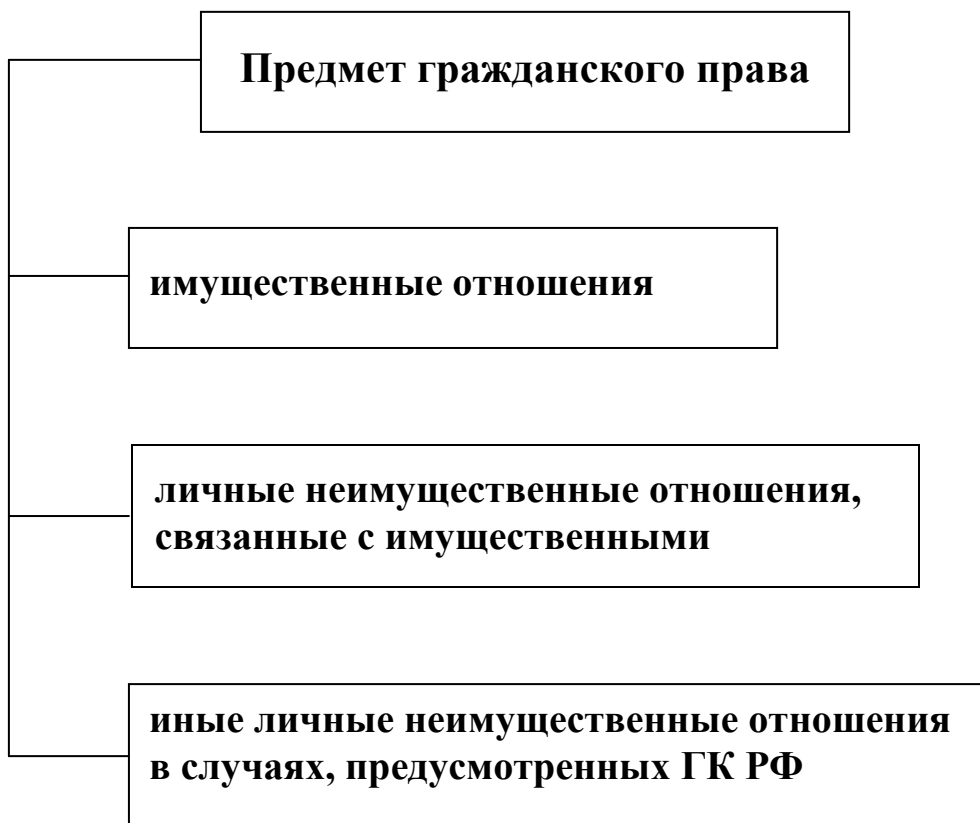 Предмет гражданского права
имущественные отношения
личные неимущественные отношения,
связанные с имущественными
иные личные неимущественные отношения
в случаях, предусмотренных ГК РФ